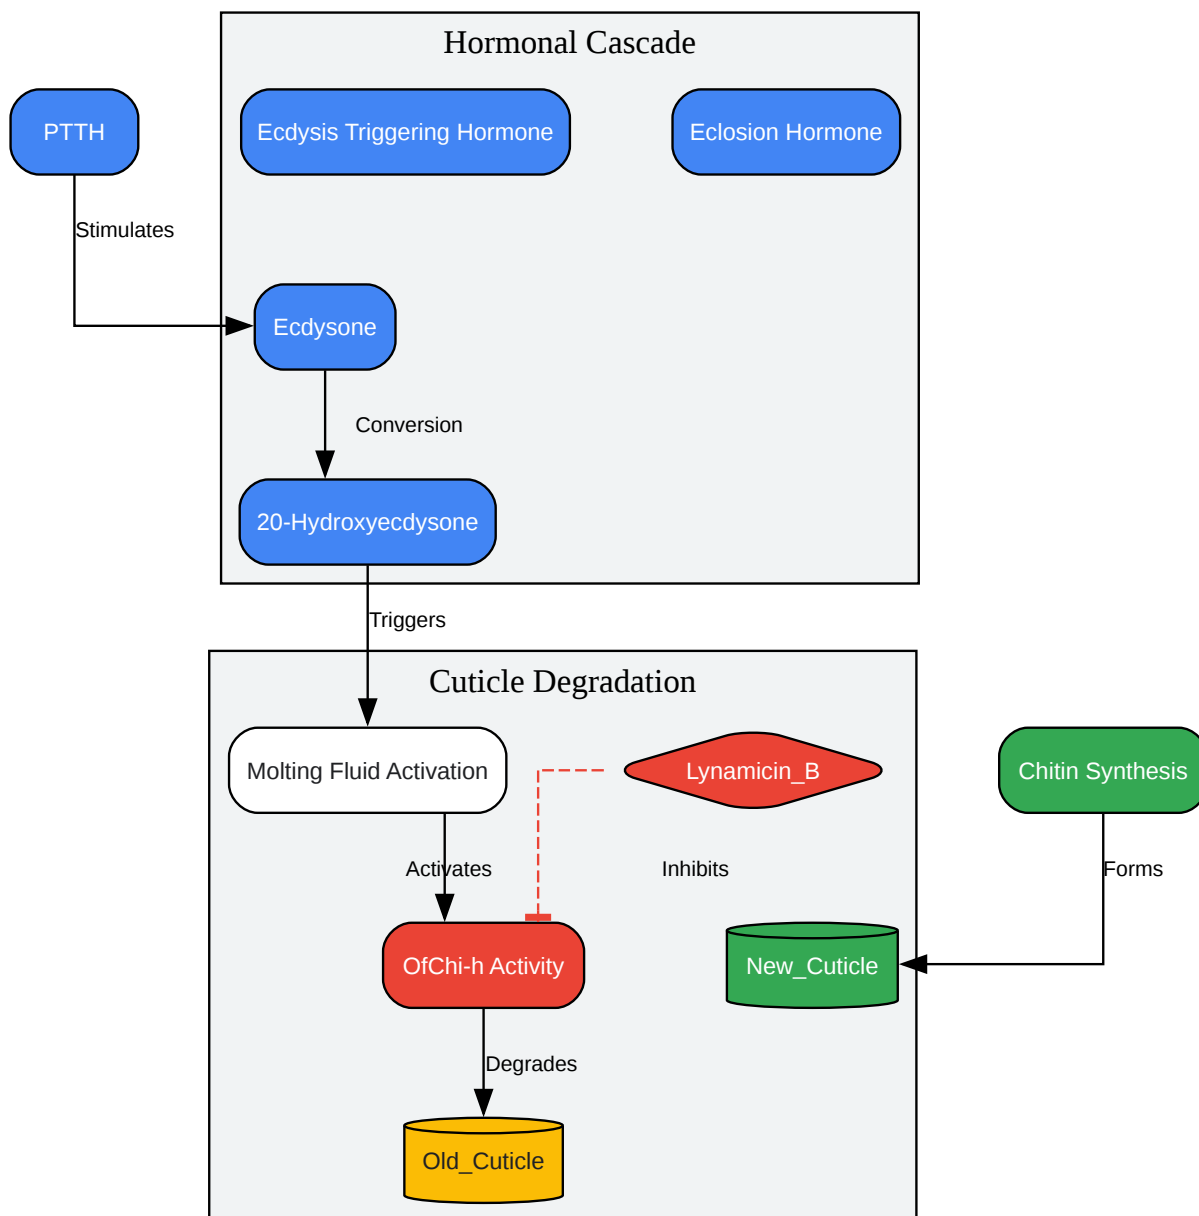 Hormonal Cascade
PTTH
Ecdysis Triggering Hormone
Eclosion Hormone
Stimulates
Ecdysone
Conversion
20-Hydroxyecdysone
Triggers
Cuticle Degradation
Molting Fluid Activation
Lynamicin_B
Chitin Synthesis
Activates
Inhibits
Forms
OfChi-h Activity
New_Cuticle
Degrades
Old_Cuticle